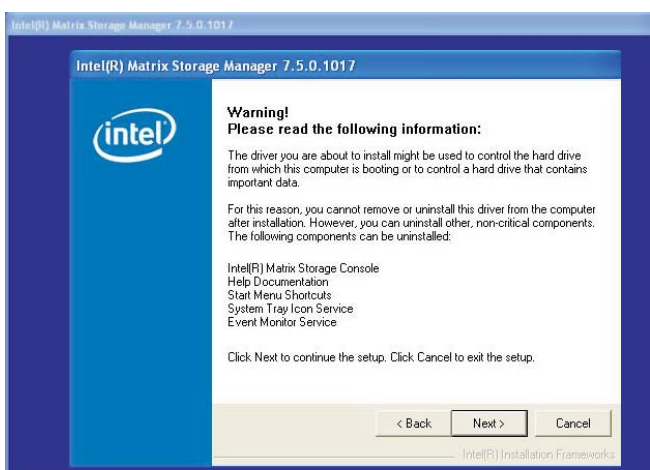 Intel(R) Matrix Storage Manager 7.5.0.1017
Intel(R) Matrix Storage Manager 7.5.0.1017
intel
Warning!
Please read the following information:
The driver you are about to install might be used to control the hard drive
from which this computer is booting or to control a hard drive that contains
important data.
For this reason, you cannot remove or uninstall this driver from the computer
after installation. However, you can uninstall other, non-critical components.
The following components can be uninstalled:
Intel(R) Matrix Storage Console
Help Documentation
Start Menu Shortcuts
System Tray Icon Service
Event Monitor Service
Click Next to continue the setup. Click Cancel to exit the setup.
< Back Next > Cancel
Intel(R) Installation Frameworks